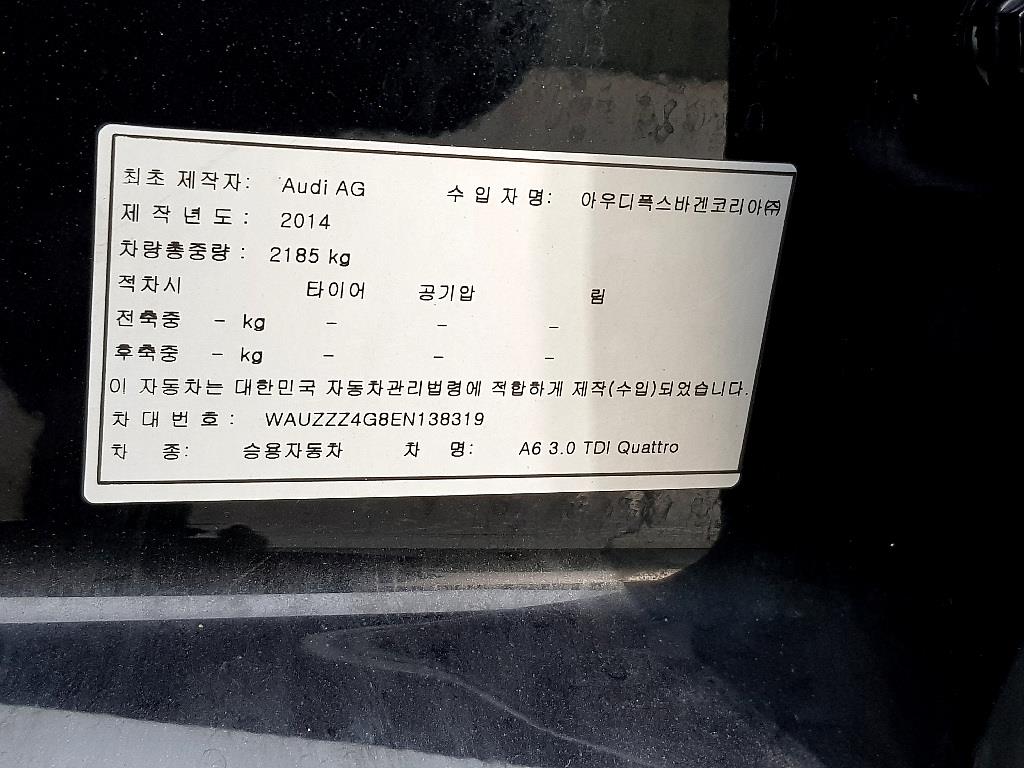 최초 제작자: Audi AG 수 입 자 명: 아우디폭스바겐코리아㈜
제 작 년 도 : 2014
차량총중량 : 2185 kg
적차시 타이어 공기압 림
전축중 - kg - - -
후축중 - kg - - -
이 자동차는 대한민국 자동차관리법령에 적합하게 제작(수입)되었습니다.
차 대 번 호 : WAUZZZ4G8EN138319
차 종: 승용자동차 차 명: A6 3.0 TDI Quattro